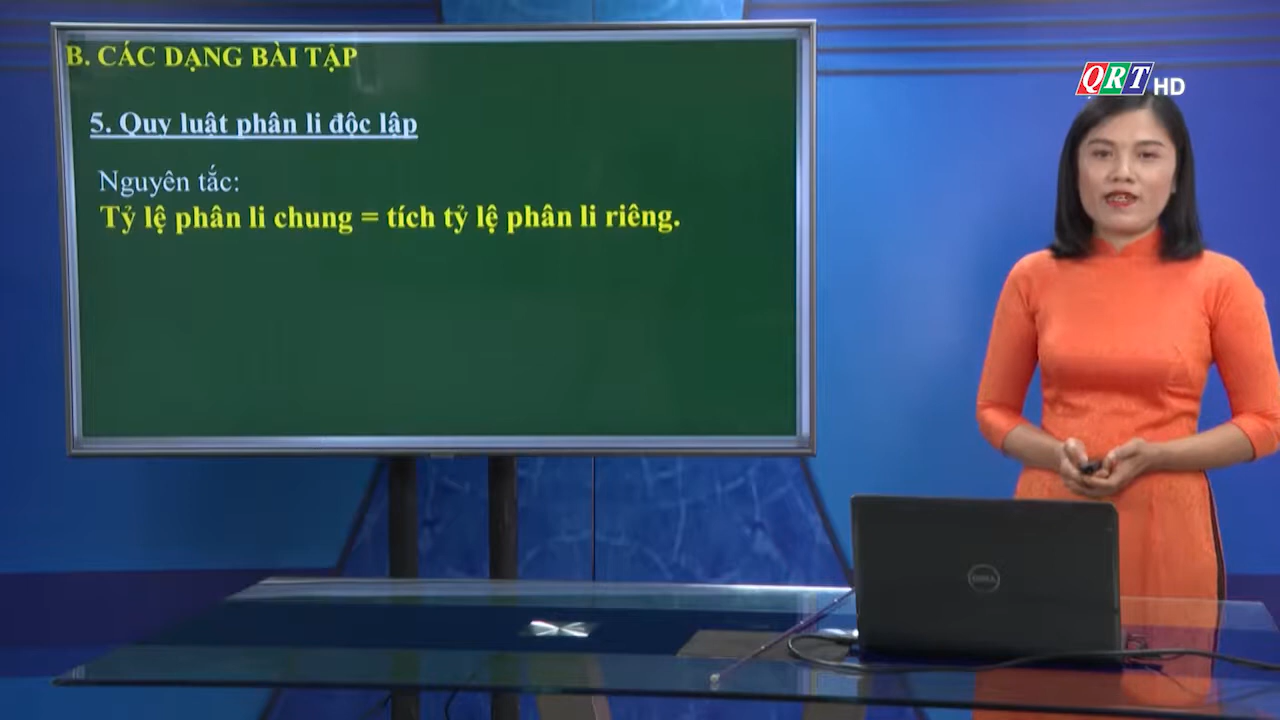 B. CÁC DẠNG BÀI TẬP
5. Quy luật phân li độc lập
Nguyên tắc:
Tỷ lệ phân li chung = tích tỷ lệ phân li riêng.
QRT HD
DELL